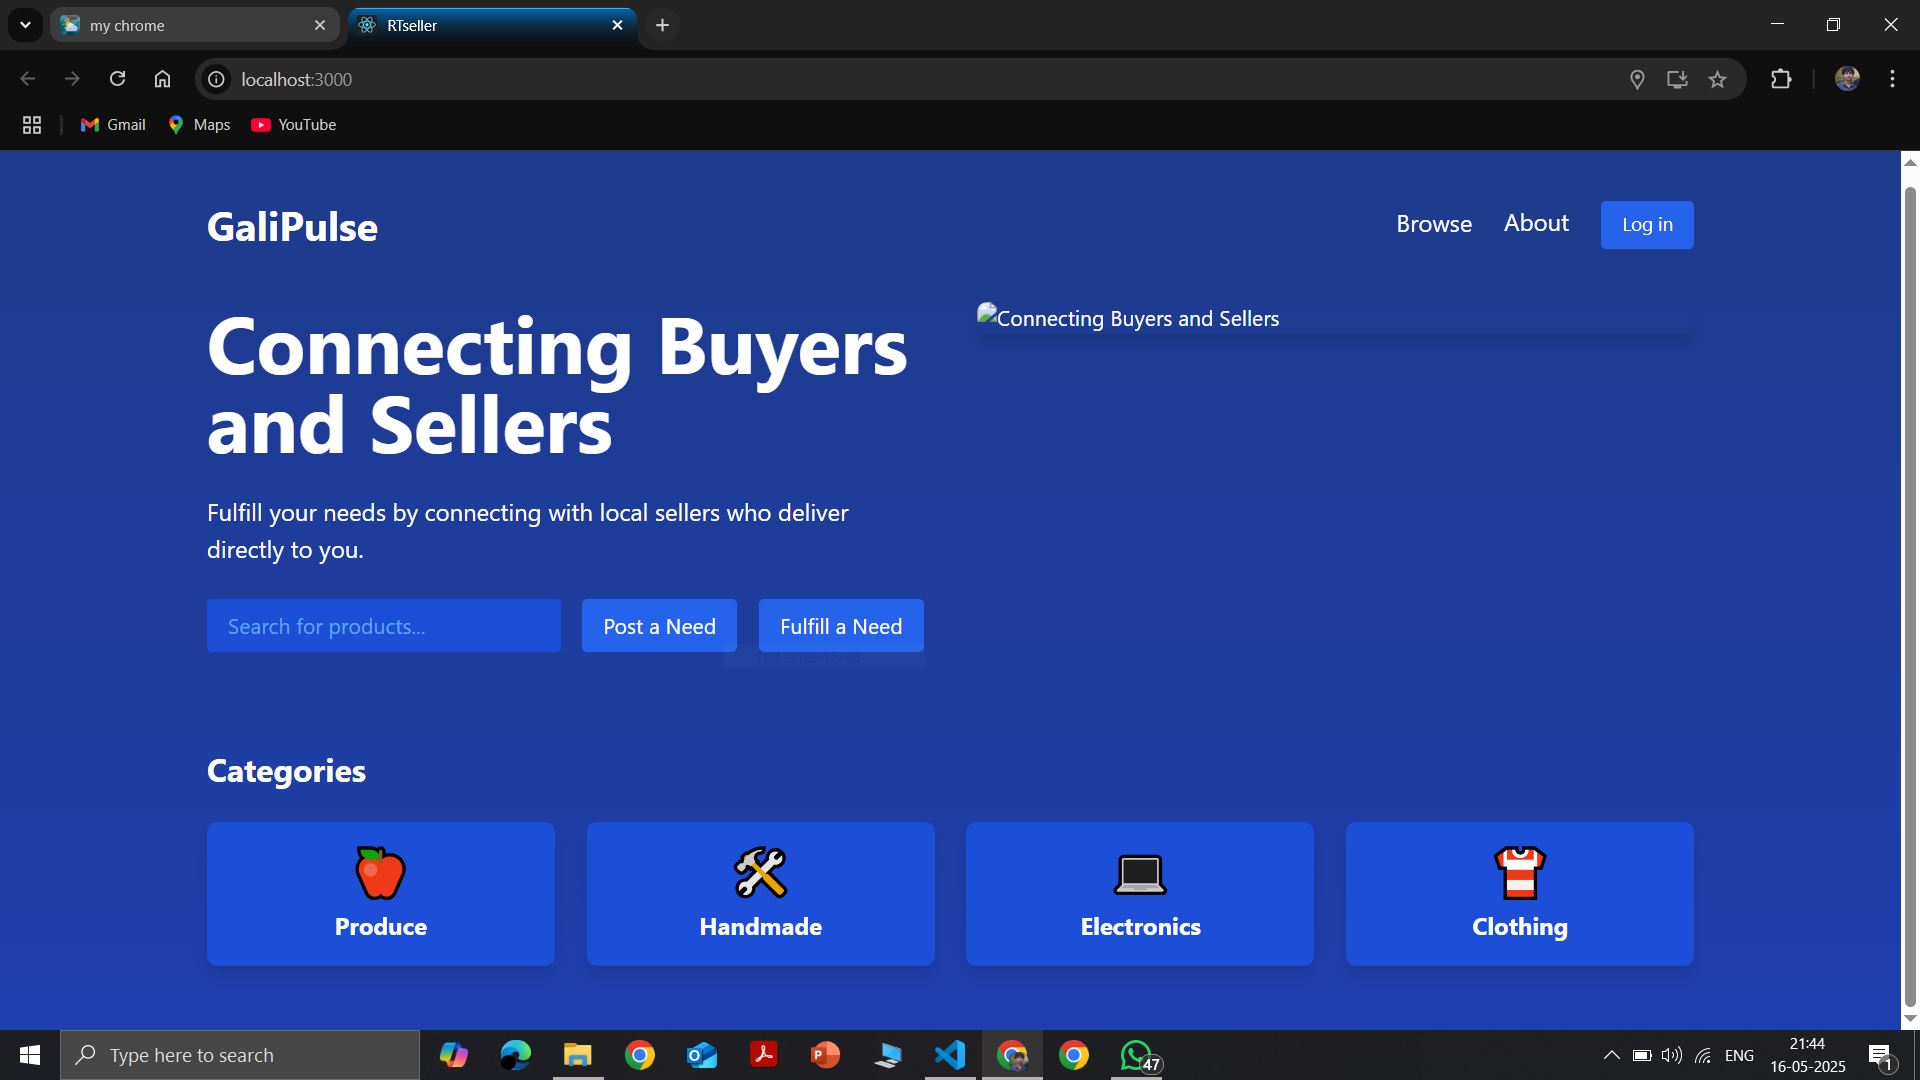 my chrome
RTseller
localhost:3000
Gmail
Maps
YouTube
GaliPulse
Browse
About
Log in
Connecting Buyers
and Sellers
Connecting Buyers and Sellers
Fulfill your needs by connecting with local sellers who deliver
directly to you.
Search for products...
Post a Need
Fulfill a Need
Full-screen Snip
Categories
Produce
Handmade
Electronics
Clothing
Type here to search
47
ENG
21:44
16-05-2025
1